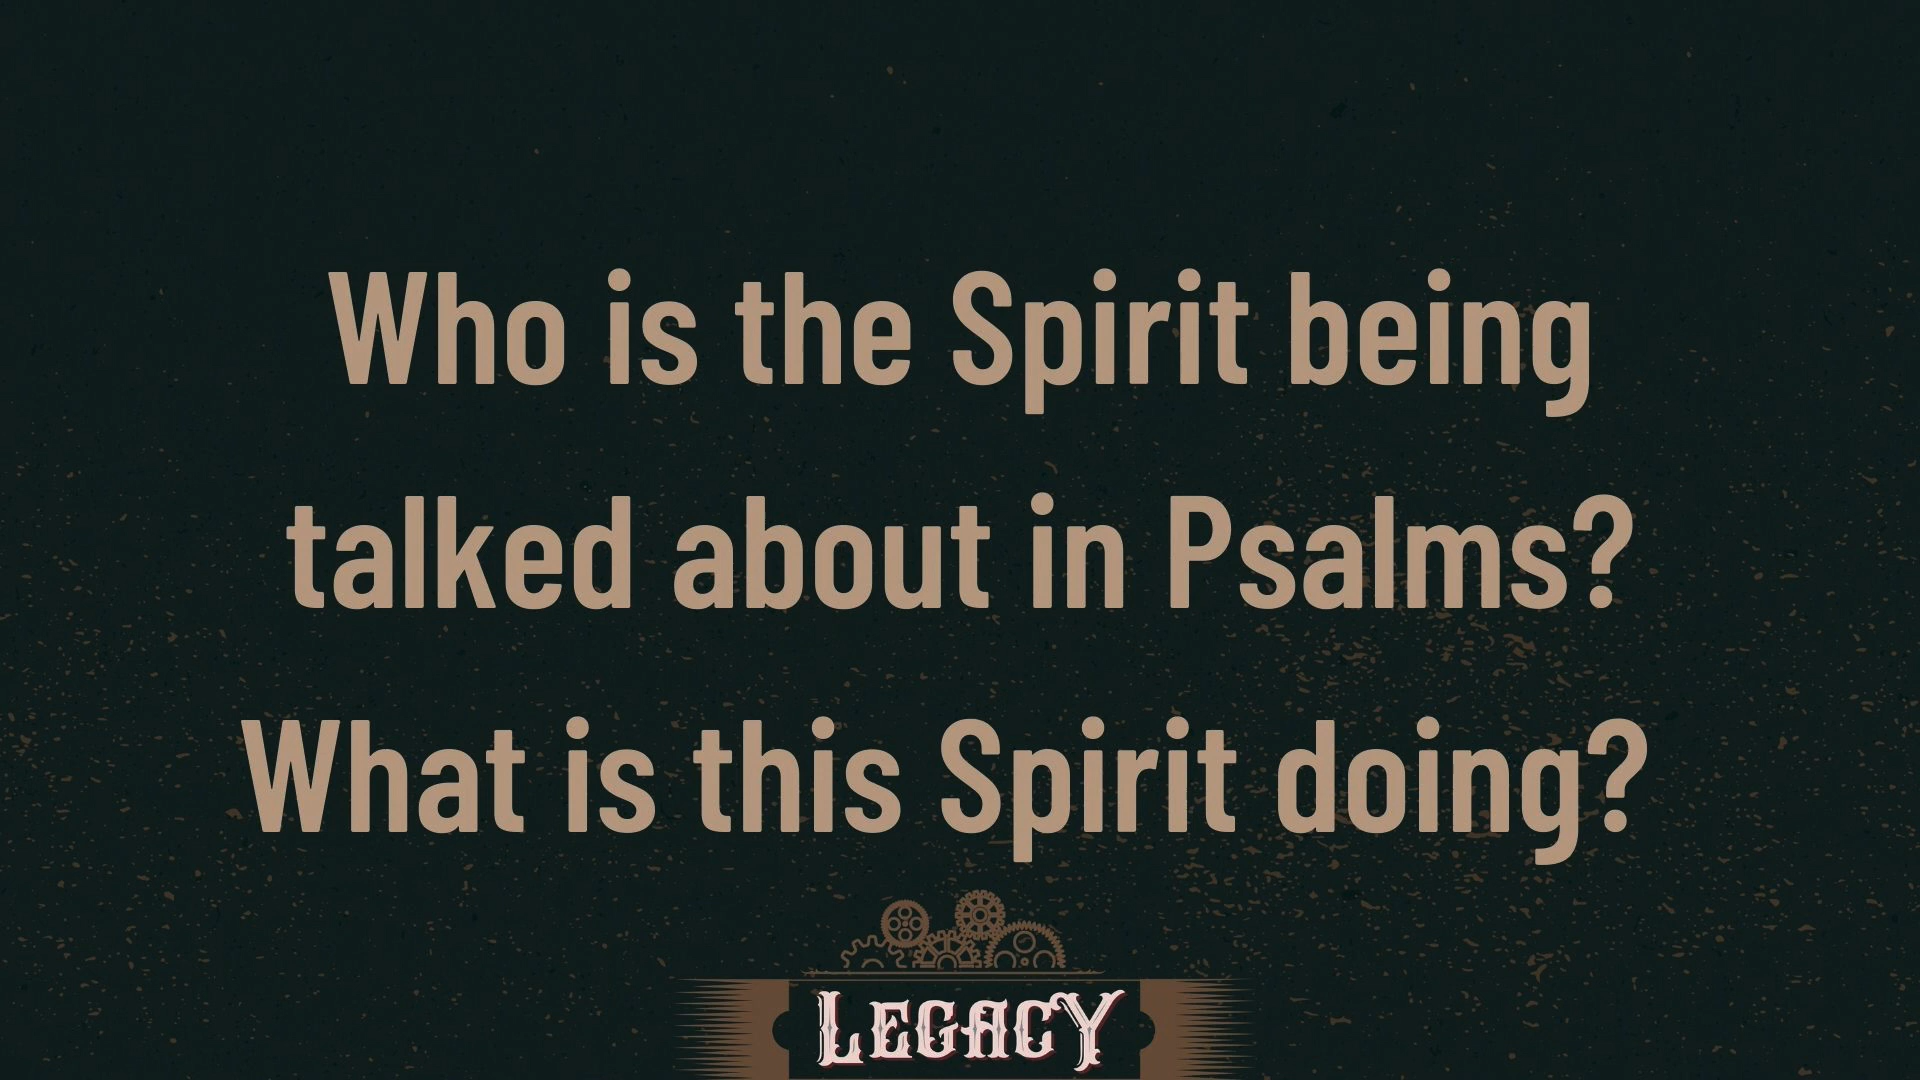 Who is the Spirit being
talked about in Psalms?
What is this Spirit doing?
LEGACY